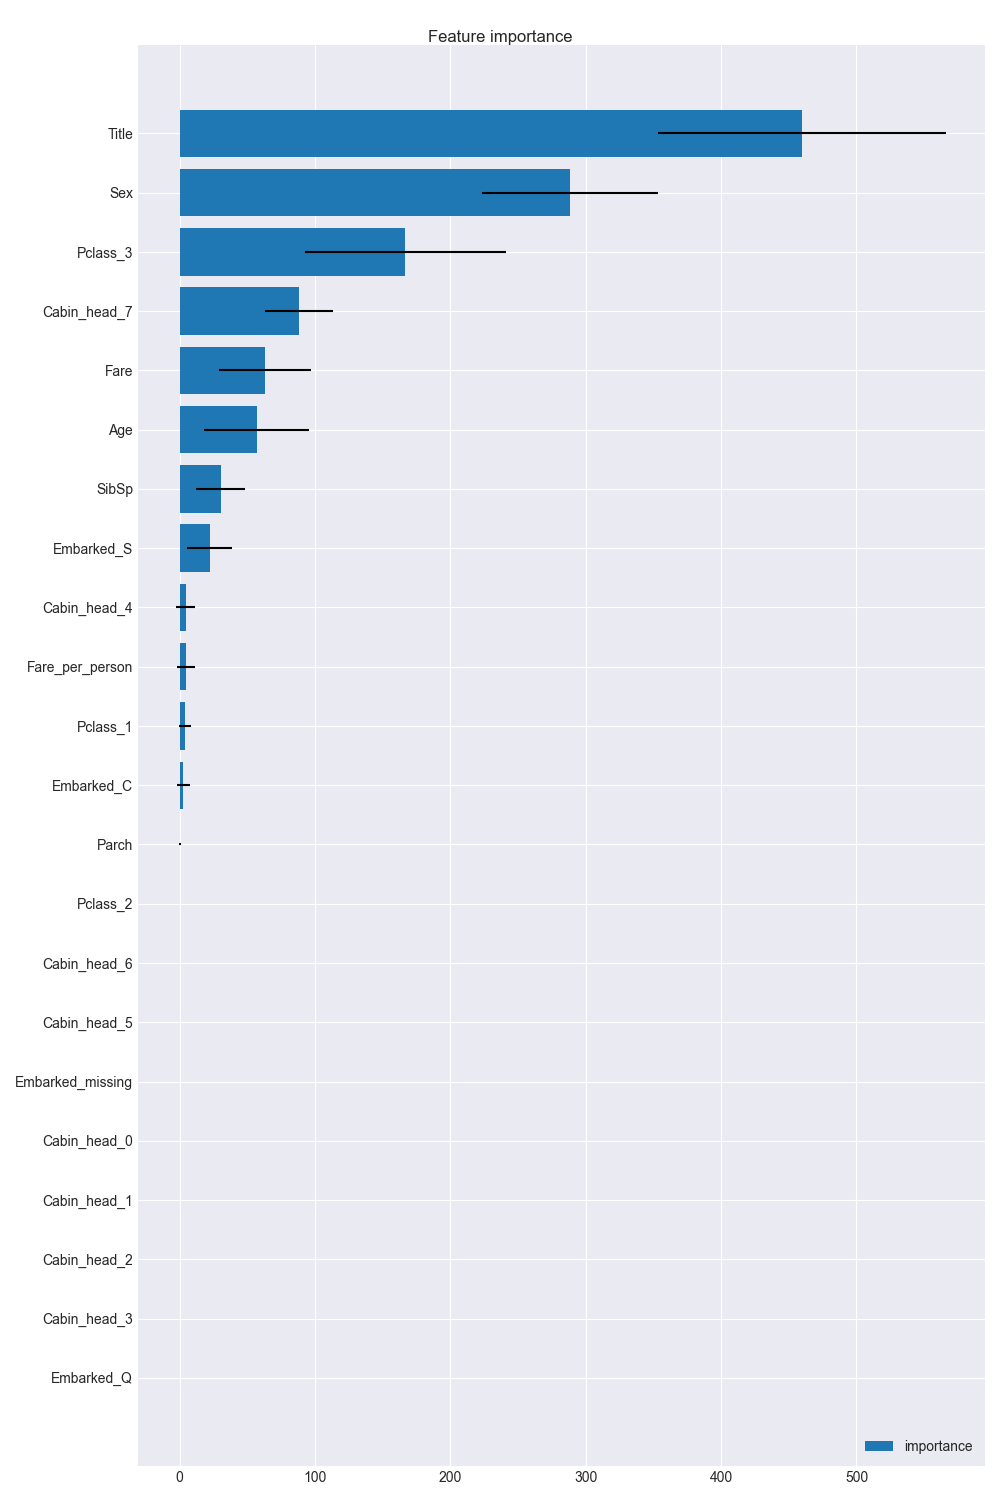 Feature importance
Title
Sex
Pclass_3
Cabin_head_7
Fare
Age
SibSp
Embarked_S
Cabin_head_4
Fare_per_person
Pclass_1
Embarked_C
Parch
Pclass_2
Cabin_head_6
Cabin_head_5
Embarked_missing
Cabin_head_0
Cabin_head_1
Cabin_head_2
Cabin_head_3
Embarked_Q
importance
0 100 200 300 400 500